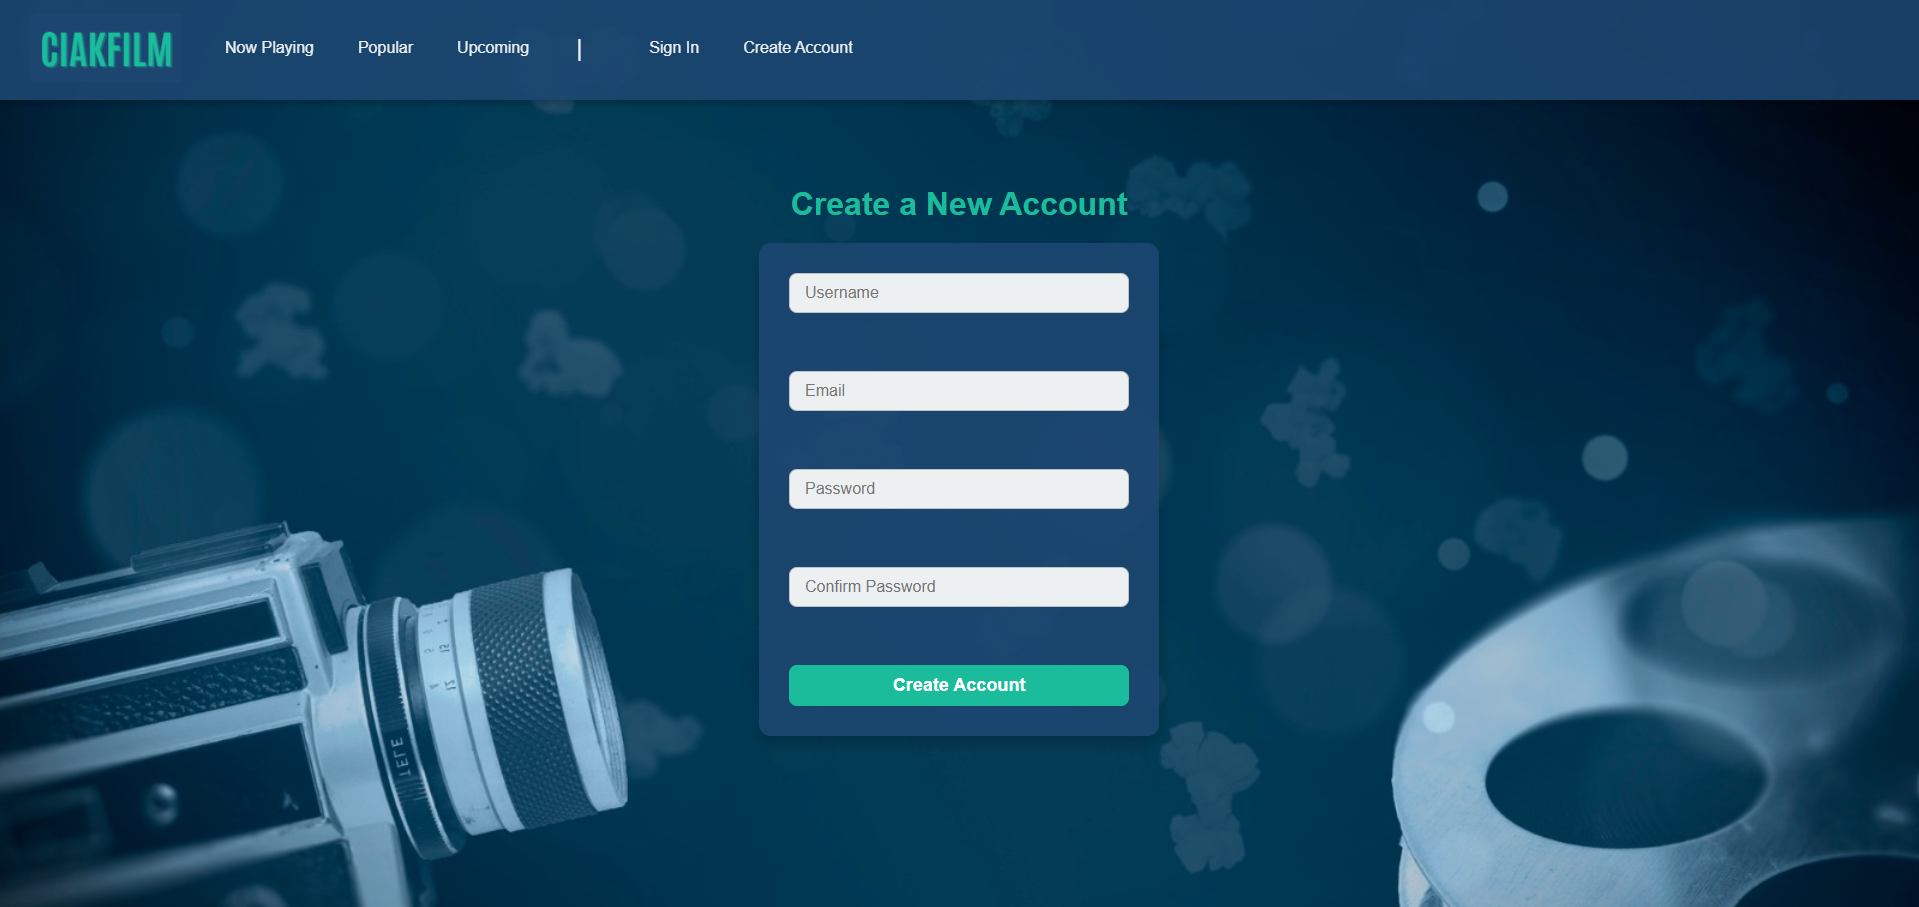 CIAKFILM
Now Playing Popular Upcoming | Sign In Create Account
Create a New Account
Username
Email
Password
Confirm Password
Create Account
TELE